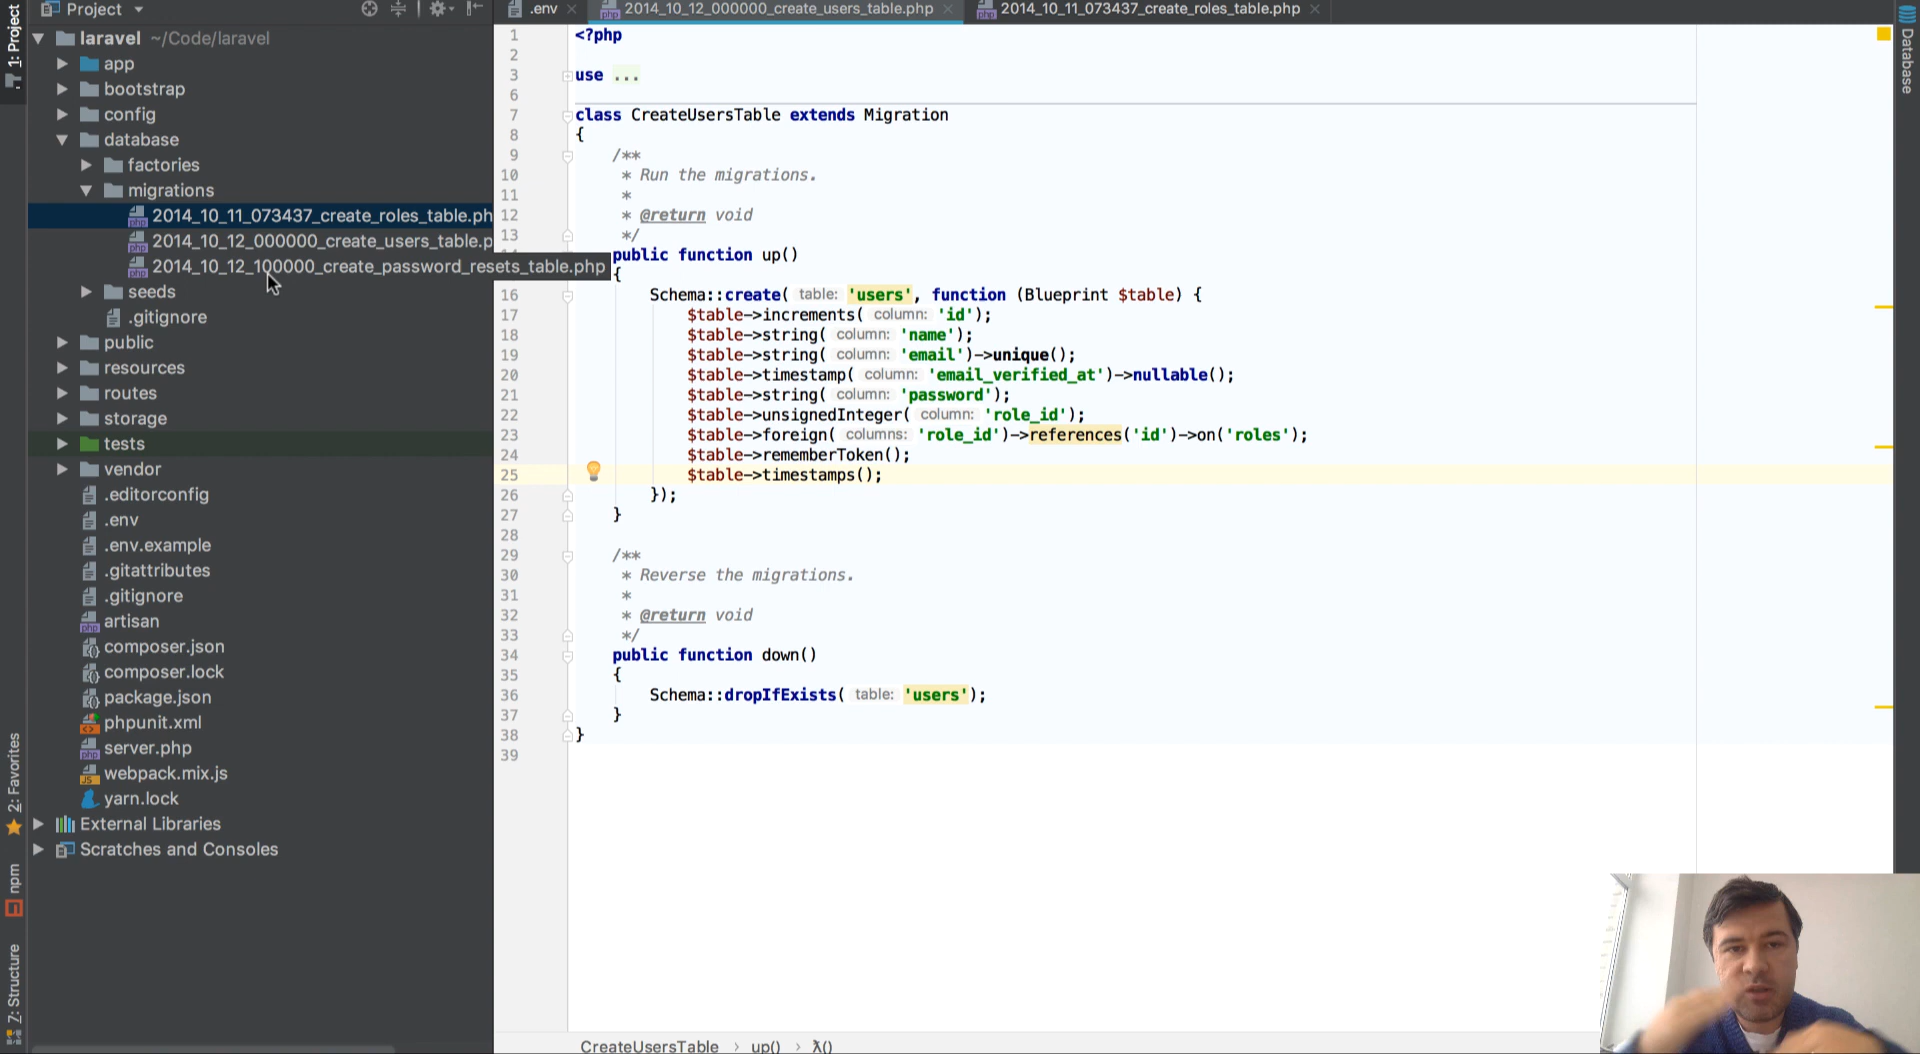 1: Project
Project
laravel ~/Code/laravel
app
bootstrap
config
database
factories
migrations
2014_10_11_073437_create_roles_table.ph
2014_10_12_000000_create_users_table.p
2014_10_12_100000_create_password_resets_table.php
seeds
.gitignore
public
resources
routes
storage
tests
vendor
.editorconfig
.env
.env.example
.gitattributes
.gitignore
artisan
composer.json
composer.lock
package.json
phpunit.xml
server.php
webpack.mix.js
yarn.lock
External Libraries
Scratches and Consoles
2: Favorites
npm
Z: Structure
.env
2014_10_12_000000_create_users_table.php
2014_10_11_073437_create_roles_table.php
1 <?php
2
3 use ...
6
7 class CreateUsersTable extends Migration
8 {
9 /**
10 * Run the migrations.
11 *
12 * @return void
13 */
public function up()
{
16 Schema::create( table: 'users', function (Blueprint $table) {
17 $table->increments( column: 'id');
18 $table->string( column: 'name');
19 $table->string( column: 'email')->unique();
20 $table->timestamp( column: 'email_verified_at')->nullable();
21 $table->string( column: 'password');
22 $table->unsignedInteger( column: 'role_id');
23 $table->foreign( columns: 'role_id')->references('id')->on('roles');
24 $table->rememberToken();
25 $table->timestamps();
26 });
27 }
28
29 /**
30 * Reverse the migrations.
31 *
32 * @return void
33 */
34 public function down()
35 {
36 Schema::dropIfExists( table: 'users');
37 }
38 }
39
CreateUsersTable › up() › λ()
Database